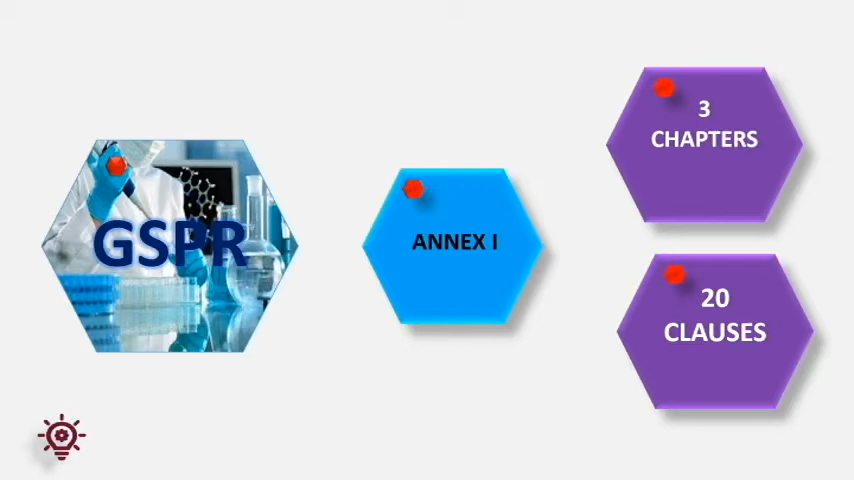 GSPR
ANNEX I
3
CHAPTERS
20
CLAUSES